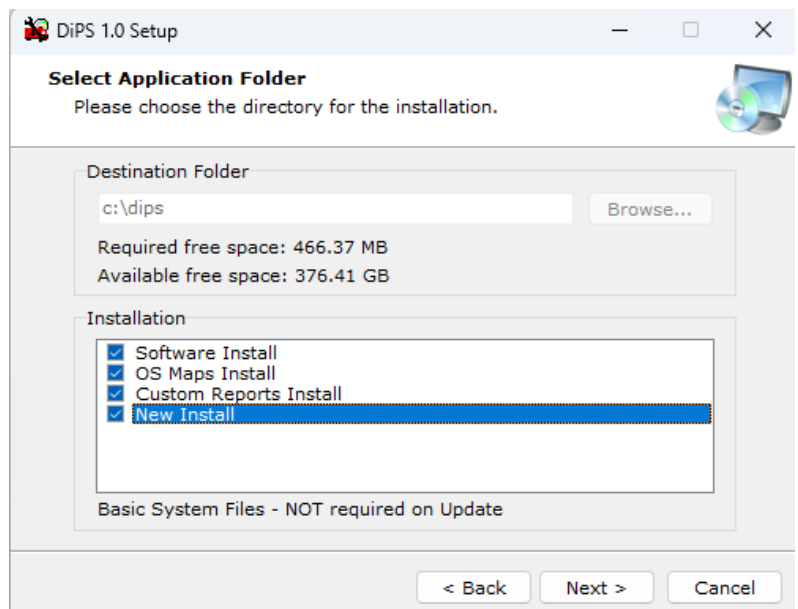 DiPS 1.0 Setup
Select Application Folder
Please choose the directory for the installation.
Destination Folder
c:\dips
Browse...
Required free space: 466.37 MB
Available free space: 376.41 GB
Installation
Software Install
OS Maps Install
Custom Reports Install
New Install
Basic System Files - NOT required on Update
< Back
Next >
Cancel